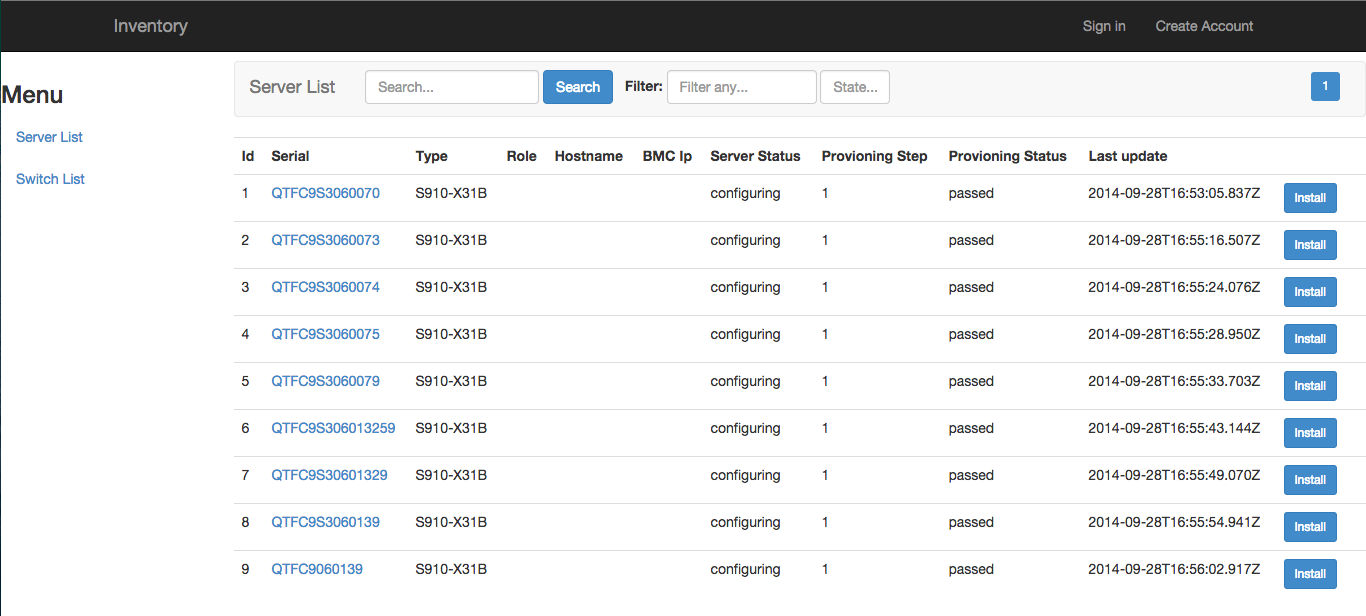 Inventory Sign in Create Account
Menu
Server List
Switch List
Server List Search... Search Filter: Filter any... State... 1
Id Serial Type Role Hostname BMC Ip Server Status Provioning Step Provioning Status Last update
1 QTFC9S3060070 S910-X31B configuring 1 passed 2014-09-28T16:53:05.837Z Install
2 QTFC9S3060073 S910-X31B configuring 1 passed 2014-09-28T16:55:16.507Z Install
3 QTFC9S3060074 S910-X31B configuring 1 passed 2014-09-28T16:55:24.076Z Install
4 QTFC9S3060075 S910-X31B configuring 1 passed 2014-09-28T16:55:28.950Z Install
5 QTFC9S3060079 S910-X31B configuring 1 passed 2014-09-28T16:55:33.703Z Install
6 QTFC9S306013259 S910-X31B configuring 1 passed 2014-09-28T16:55:43.144Z Install
7 QTFC9S30601329 S910-X31B configuring 1 passed 2014-09-28T16:55:49.070Z Install
8 QTFC9S3060139 S910-X31B configuring 1 passed 2014-09-28T16:55:54.941Z Install
9 QTFC9060139 S910-X31B configuring 1 passed 2014-09-28T16:56:02.917Z Install